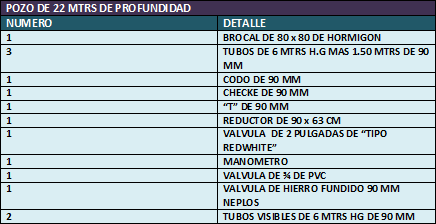 POZO DE 22 MTRS DE PROFUNDIDAD
NUMERO DETALLE
1 BROCAL DE 80 x 80 DE HORMIGON
3 TUBOS DE 6 MTRS H.G MAS 1.50 MTRS DE 90
MM
1 CODO DE 90 MM
1 CHECKE DE 90 MM
1 “T” DE 90 MM
1 REDUCTOR DE 90 x 63 CM
1 VALVULA DE 2 PULGADAS DE “TIPO
REDWHITE”
1 MANOMETRO
1 VALVULA DE ¾ DE PVC
1 VALVULA DE HIERRO FUNDIDO 90 MM
NEPLOS
2 TUBOS VISIBLES DE 6 MTRS HG DE 90 MM